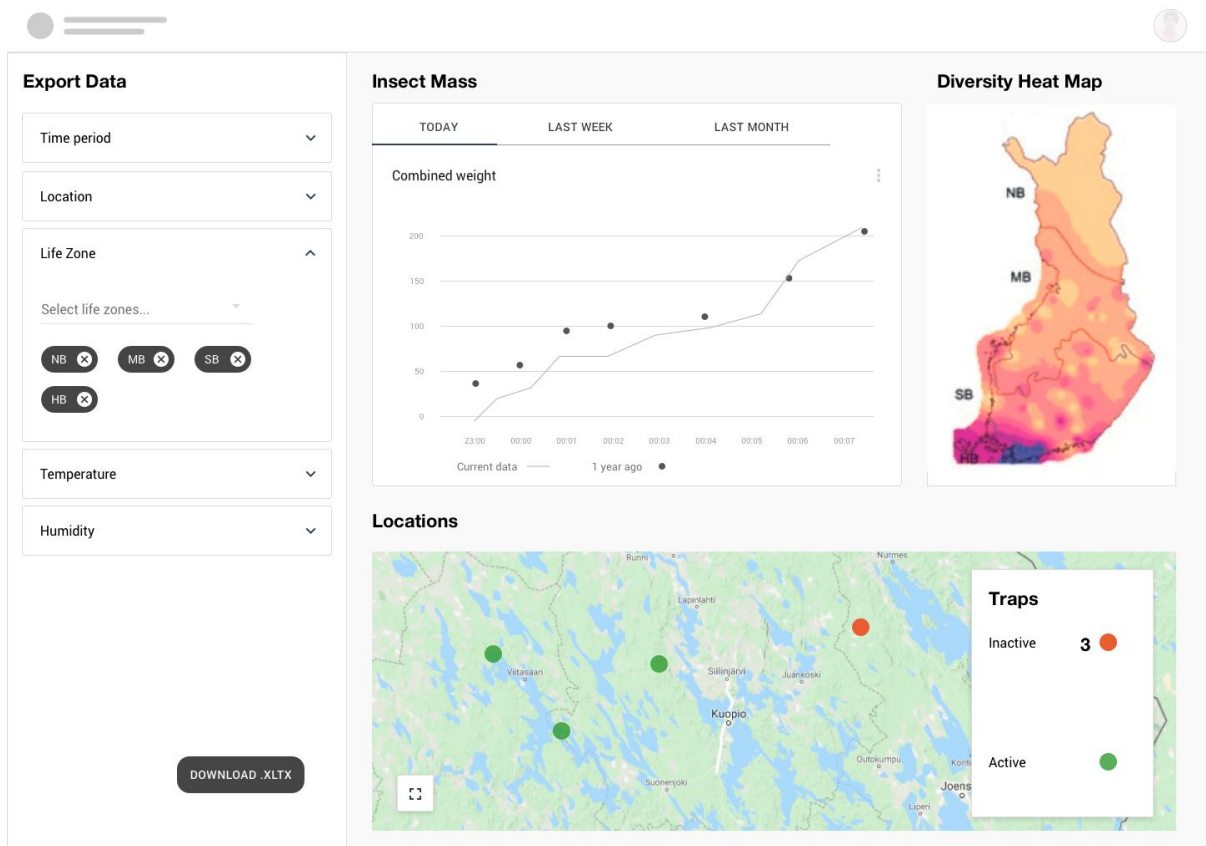 Export Data
Time period
Location
Life Zone
Select life zones...
NB
MB
SB
HB
Temperature
Humidity
DOWNLOAD .XLTX
Insect Mass
TODAY
LAST WEEK
LAST MONTH
Combined weight
200
150
100
50
0
23:00 00:00 00:01 00:02 00:03 00:04 00:05 00:06 00:07
Current data
1 year ago
Diversity Heat Map
NB
MB
SB
HB
Locations
Runni
Nurmes
Lapinlahti
Viitasaari
Siilinjärvi
Juankoski
Kuopio
Outokumpu
Konti
Suonenjoki
Joens
Liperi
Traps
Inactive 3
Active